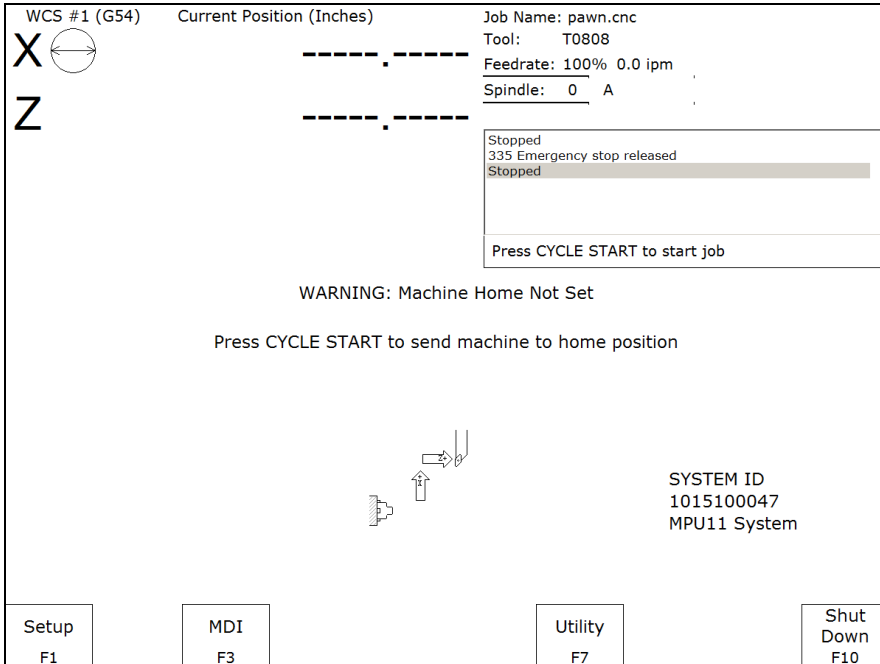 WCS #1 (G54) Current Position (Inches)
X -----.-----
Z -----.-----
Job Name: pawn.cnc
Tool: T0808
Feedrate: 100% 0.0 ipm
Spindle: 0 A
Stopped
335 Emergency stop released
Stopped
Press CYCLE START to start job
WARNING: Machine Home Not Set
Press CYCLE START to send machine to home position
Z+
X+
SYSTEM ID
1015100047
MPU11 System
Setup
F1
MDI
F3
Utility
F7
Shut
Down
F10